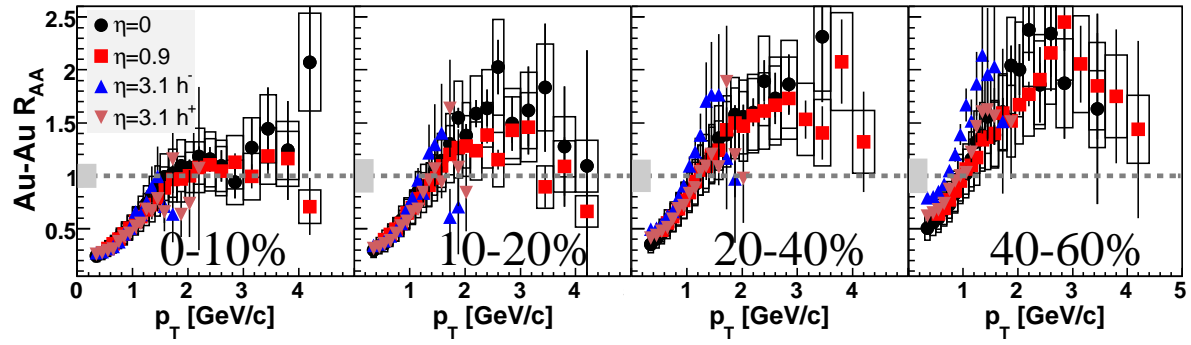 Au-Au R_AA
2.5
2
1.5
1
0.5
η=0
η=0.9
η=3.1 h⁻
η=3.1 h⁺
0-10%
10-20%
20-40%
40-60%
0 1 2 3 4
1 2 3 4
1 2 3 4
1 2 3 4 5
p_T [GeV/c]
p_T [GeV/c]
p_T [GeV/c]
p_T [GeV/c]